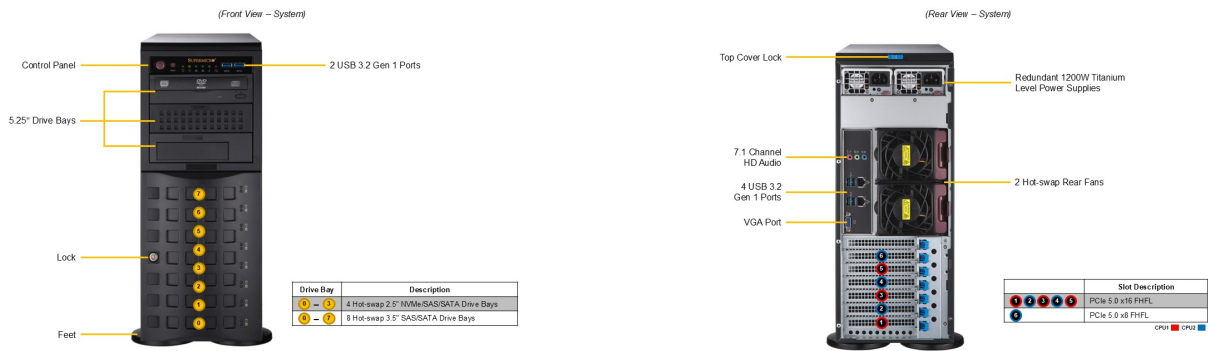 (Front View – System)
Control Panel
SUPERMICRO
2 USB 3.2 Gen 1 Ports
5.25" Drive Bays
7
6
5
4
3
2
1
0
Lock
Feet
Drive Bay Description
0 – 3 4 Hot-swap 2.5" NVMe/SAS/SATA Drive Bays
0 – 7 8 Hot-swap 3.5" SAS/SATA Drive Bays
(Rear View – System)
Top Cover Lock
Redundant 1200W Titanium
Level Power Supplies
7.1 Channel
HD Audio
4 USB 3.2
Gen 1 Ports
2 Hot-swap Rear Fans
VGA Port
6
5
4
3
2
1
Slot Description
1 2 3 4 5 PCIe 5.0 x16 FHFL
6 PCIe 5.0 x8 FHFL
CPU1 CPU2